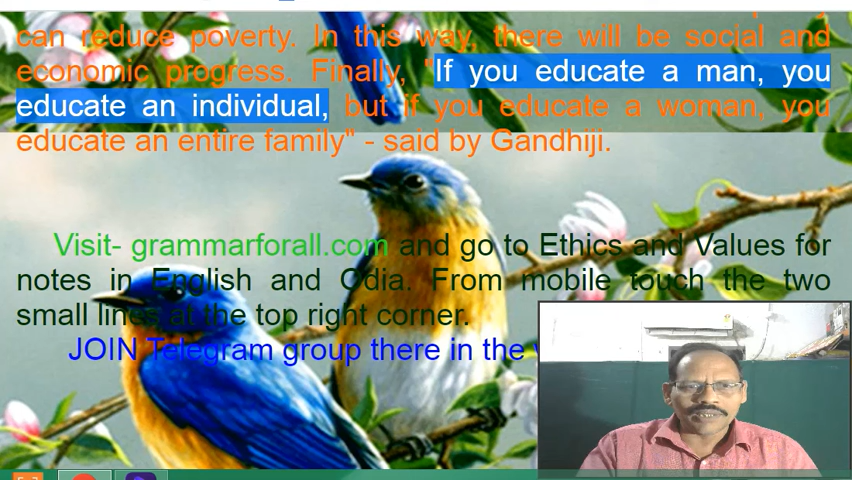 can reduce poverty. In this way, there will be social and
economic progress. Finally, "If you educate a man, you
educate an individual, but if you educate a woman, you
educate an entire family" - said by Gandhiji.
Visit- grammarforall.com and go to Ethics and Values for
notes in English and Odia. From mobile touch the two
small lines at the top right corner.
JOIN Telegram group there in the